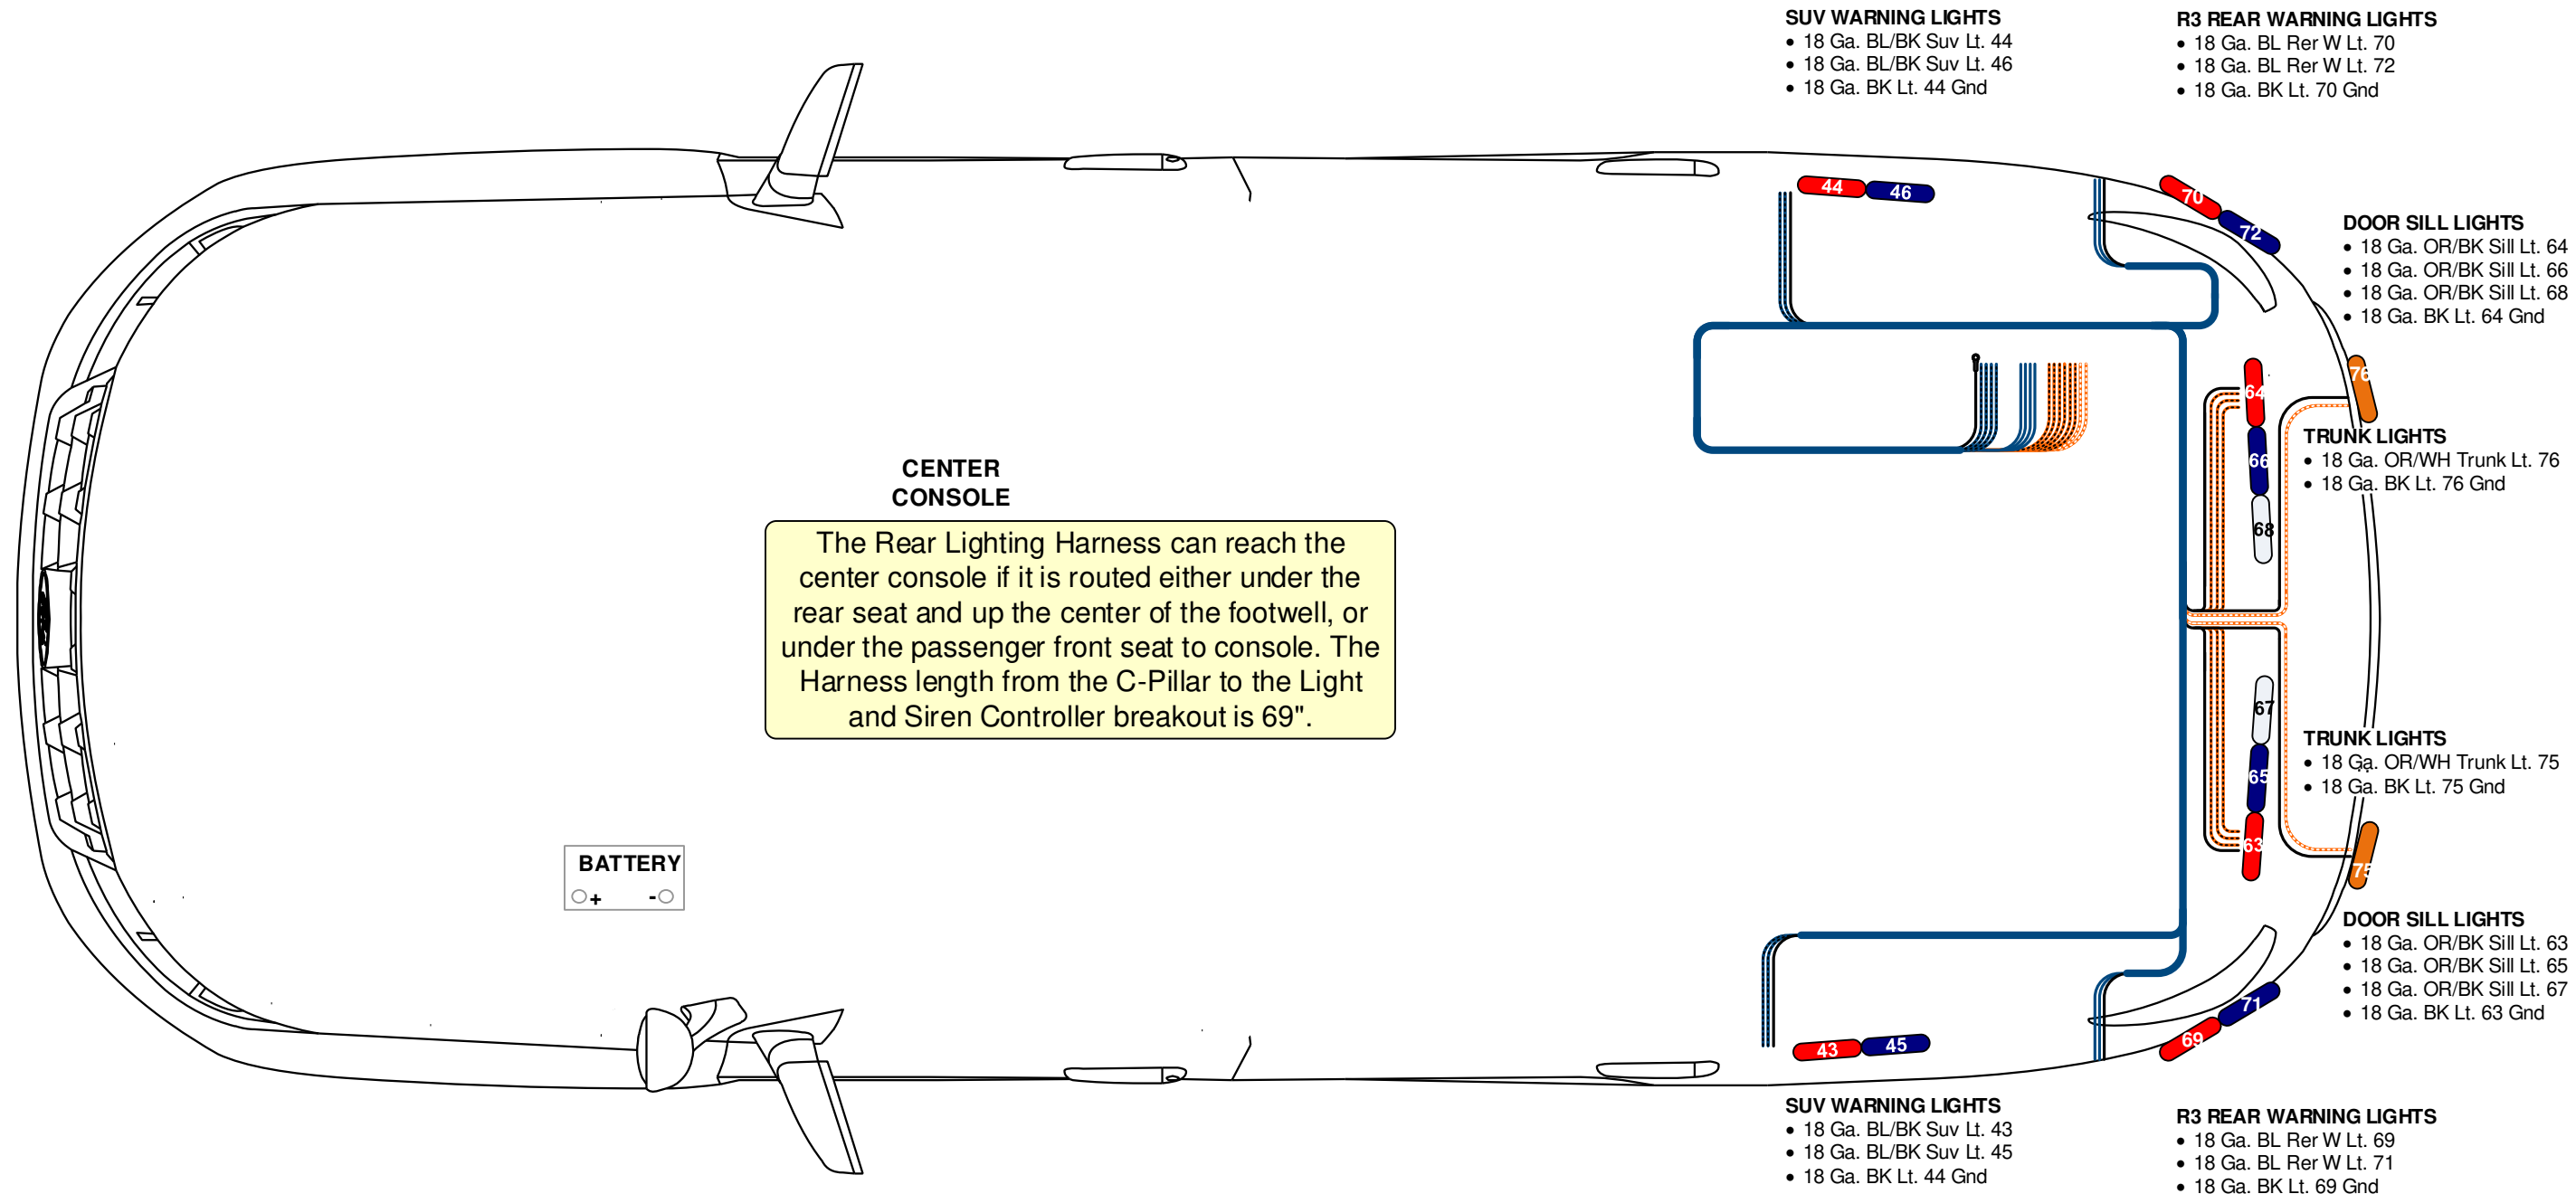 SUV WARNING LIGHTS
• 18 Ga. BL/BK Suv Lt. 44
• 18 Ga. BL/BK Suv Lt. 46
• 18 Ga. BK Lt. 44 Gnd
R3 REAR WARNING LIGHTS
• 18 Ga. BL Rer W Lt. 70
• 18 Ga. BL Rer W Lt. 72
• 18 Ga. BK Lt. 70 Gnd
44
46
70
72
DOOR SILL LIGHTS
• 18 Ga. OR/BK Sill Lt. 64
• 18 Ga. OR/BK Sill Lt. 66
• 18 Ga. OR/BK Sill Lt. 68
• 18 Ga. BK Lt. 64 Gnd
64
66
68
76
TRUNK LIGHTS
• 18 Ga. OR/WH Trunk Lt. 76
• 18 Ga. BK Lt. 76 Gnd
CENTER
CONSOLE
The Rear Lighting Harness can reach the
center console if it is routed either under the
rear seat and up the center of the footwell, or
under the passenger front seat to console. The
Harness length from the C-Pillar to the Light
and Siren Controller breakout is 69".
67
65
63
TRUNK LIGHTS
• 18 Ga. OR/WH Trunk Lt. 75
• 18 Ga. BK Lt. 75 Gnd
75
BATTERY
+ -
DOOR SILL LIGHTS
• 18 Ga. OR/BK Sill Lt. 63
• 18 Ga. OR/BK Sill Lt. 65
• 18 Ga. OR/BK Sill Lt. 67
• 18 Ga. BK Lt. 63 Gnd
43
45
69
71
SUV WARNING LIGHTS
• 18 Ga. BL/BK Suv Lt. 43
• 18 Ga. BL/BK Suv Lt. 45
• 18 Ga. BK Lt. 44 Gnd
R3 REAR WARNING LIGHTS
• 18 Ga. BL Rer W Lt. 69
• 18 Ga. BL Rer W Lt. 71
• 18 Ga. BK Lt. 69 Gnd